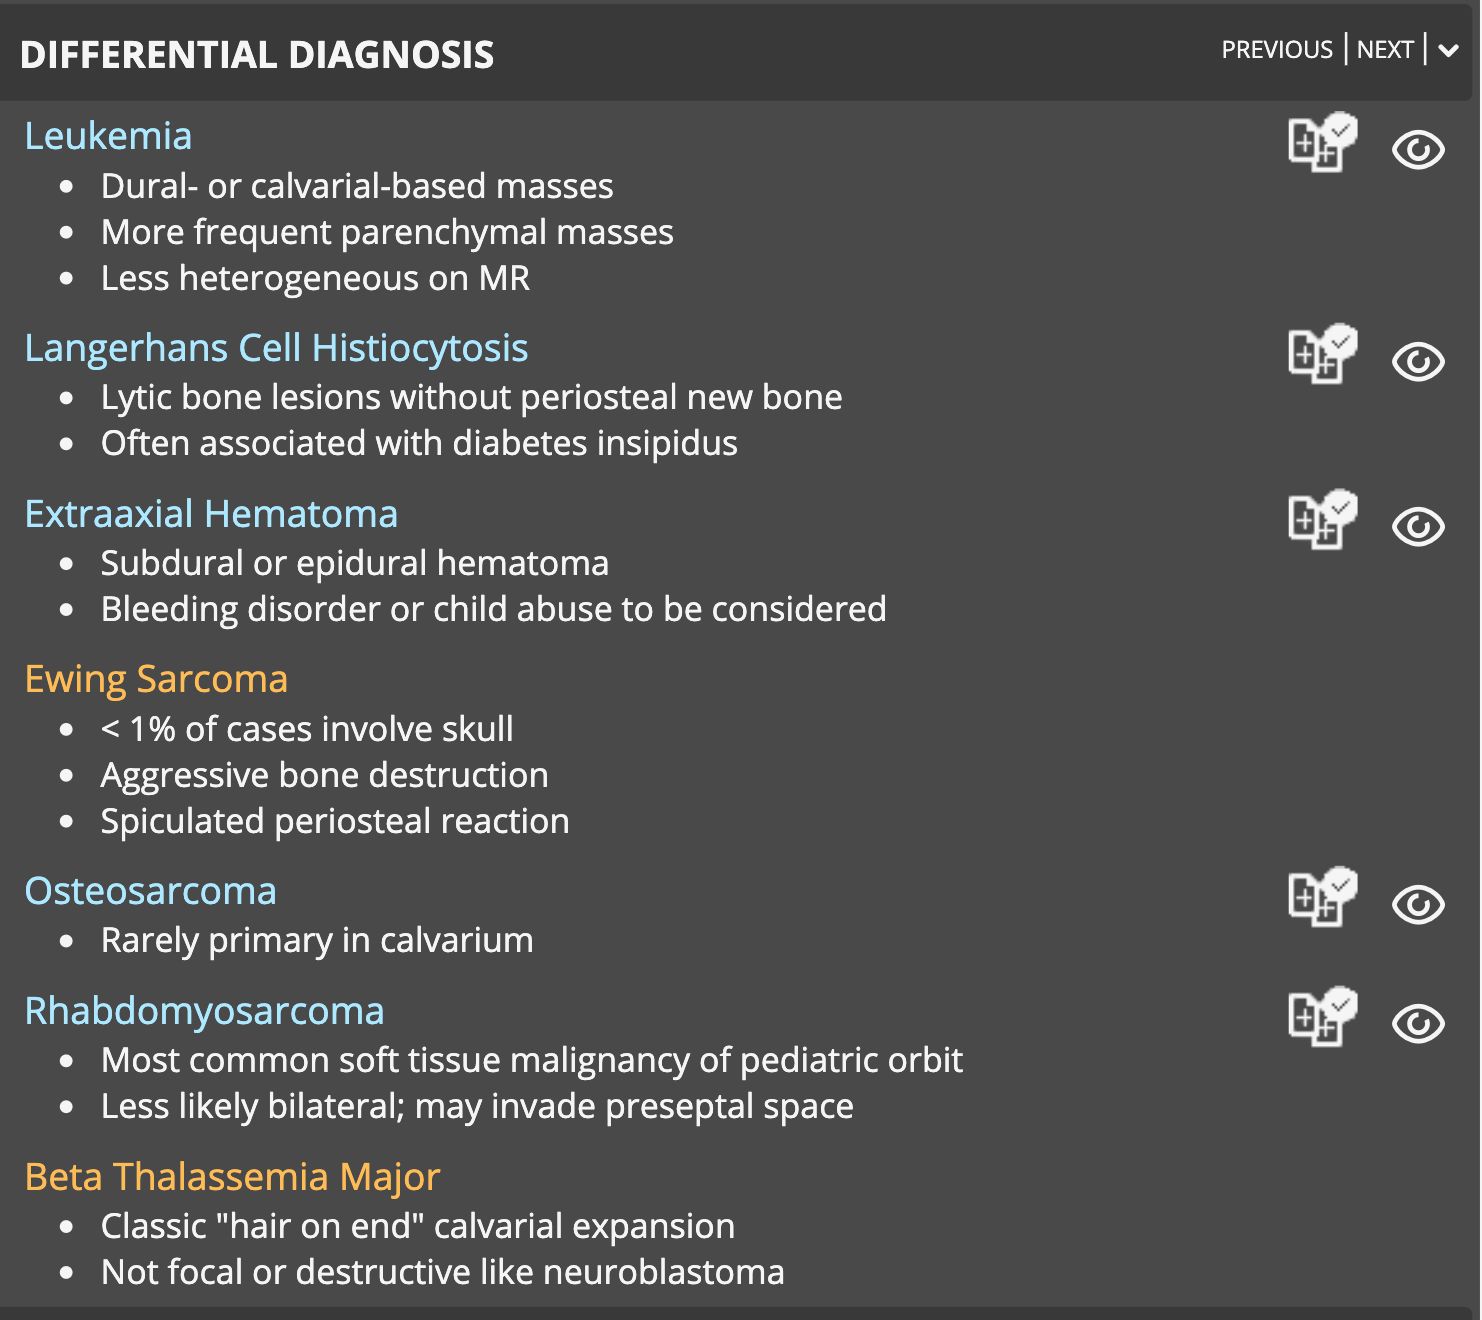 DIFFERENTIAL DIAGNOSIS
PREVIOUS | NEXT |
Leukemia
• Dural- or calvarial-based masses
• More frequent parenchymal masses
• Less heterogeneous on MR
Langerhans Cell Histiocytosis
• Lytic bone lesions without periosteal new bone
• Often associated with diabetes insipidus
Extraaxial Hematoma
• Subdural or epidural hematoma
• Bleeding disorder or child abuse to be considered
Ewing Sarcoma
• < 1% of cases involve skull
• Aggressive bone destruction
• Spiculated periosteal reaction
Osteosarcoma
• Rarely primary in calvarium
Rhabdomyosarcoma
• Most common soft tissue malignancy of pediatric orbit
• Less likely bilateral; may invade preseptal space
Beta Thalassemia Major
• Classic "hair on end" calvarial expansion
• Not focal or destructive like neuroblastoma